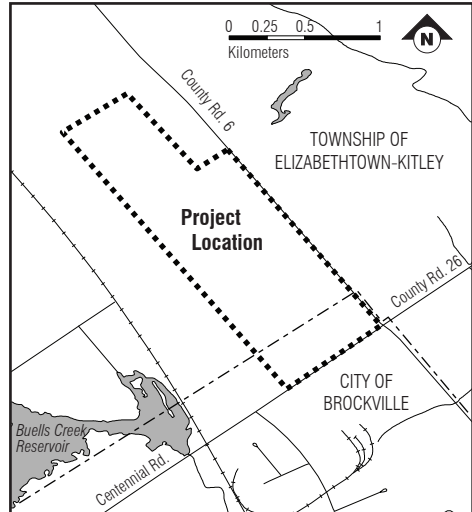 0 0.25 0.5 1
Kilometers
N
County Rd. 6
TOWNSHIP OF
ELIZABETHTOWN-KITLEY
Project
Location
County Rd. 26
CITY OF
BROCKVILLE
Buells Creek
Reservoir
Centennial Rd.